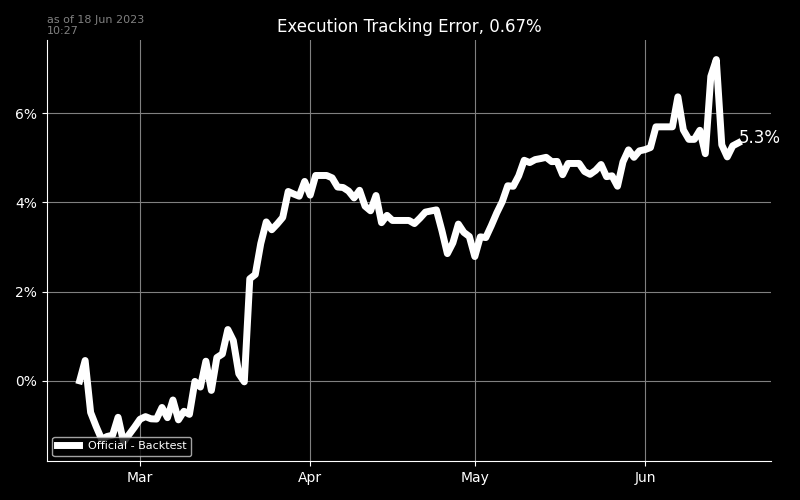 as of 18 Jun 2023
10:27
Execution Tracking Error, 0.67%
6%
5.3%
4%
2%
0%
Official - Backtest
Mar
Apr
May
Jun